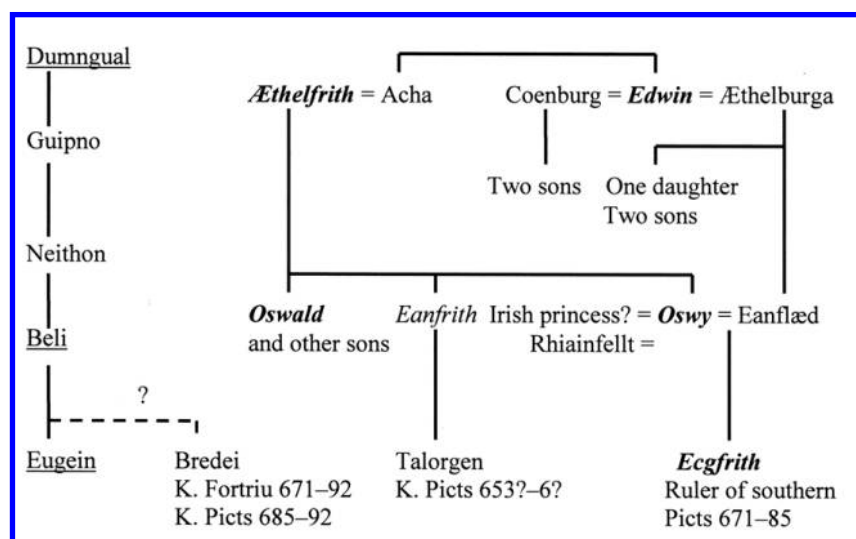 Dumngual
Æthelfrith = Acha
Coenburg = Edwin = Æthelburga
Guipno
Two sons
One daughter
Two sons
Neithon
Oswald
and other sons
Eanfrith
Irish princess? = Oswy = Eanflæd
Rhiainfellt =
Beli
?
Eugein
Bredei
K. Fortriu 671–92
K. Picts 685–92
Talorgen
K. Picts 653?–6?
Ecgfrith
Ruler of southern
Picts 671–85